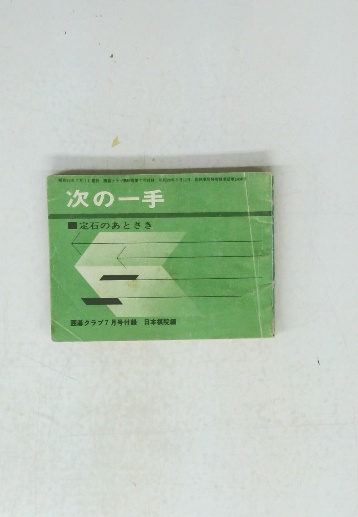 次の一手
■定石のあとさき
囲碁クラブ7月号付録 日本棋院編